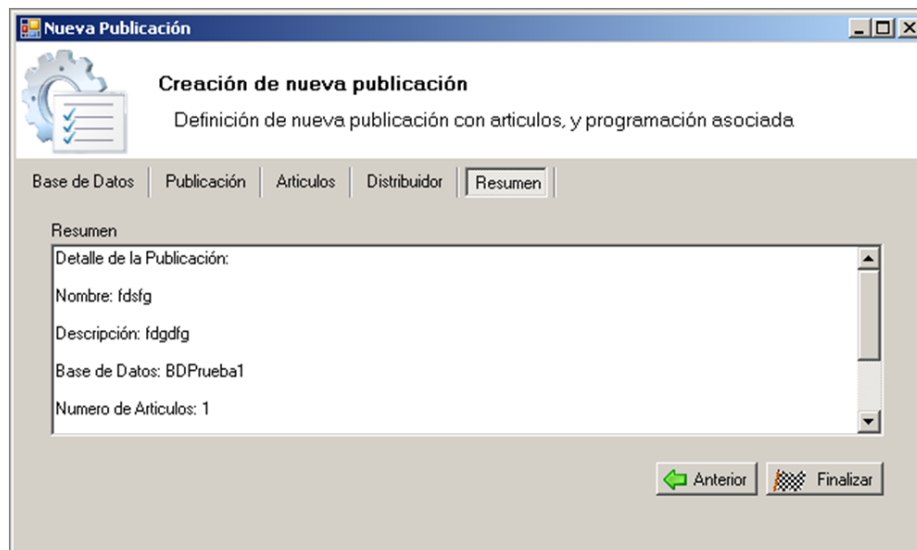 Nueva Publicación
Creación de nueva publicación
Definición de nueva publicación con articulos, y programación asociada
Base de Datos Publicación Articulos Distribuidor Resumen
Resumen
Detalle de la Publicación:
Nombre: fdsfg
Descripción: fdgdfg
Base de Datos: BDPrueba1
Numero de Articulos: 1
Anterior Finalizar